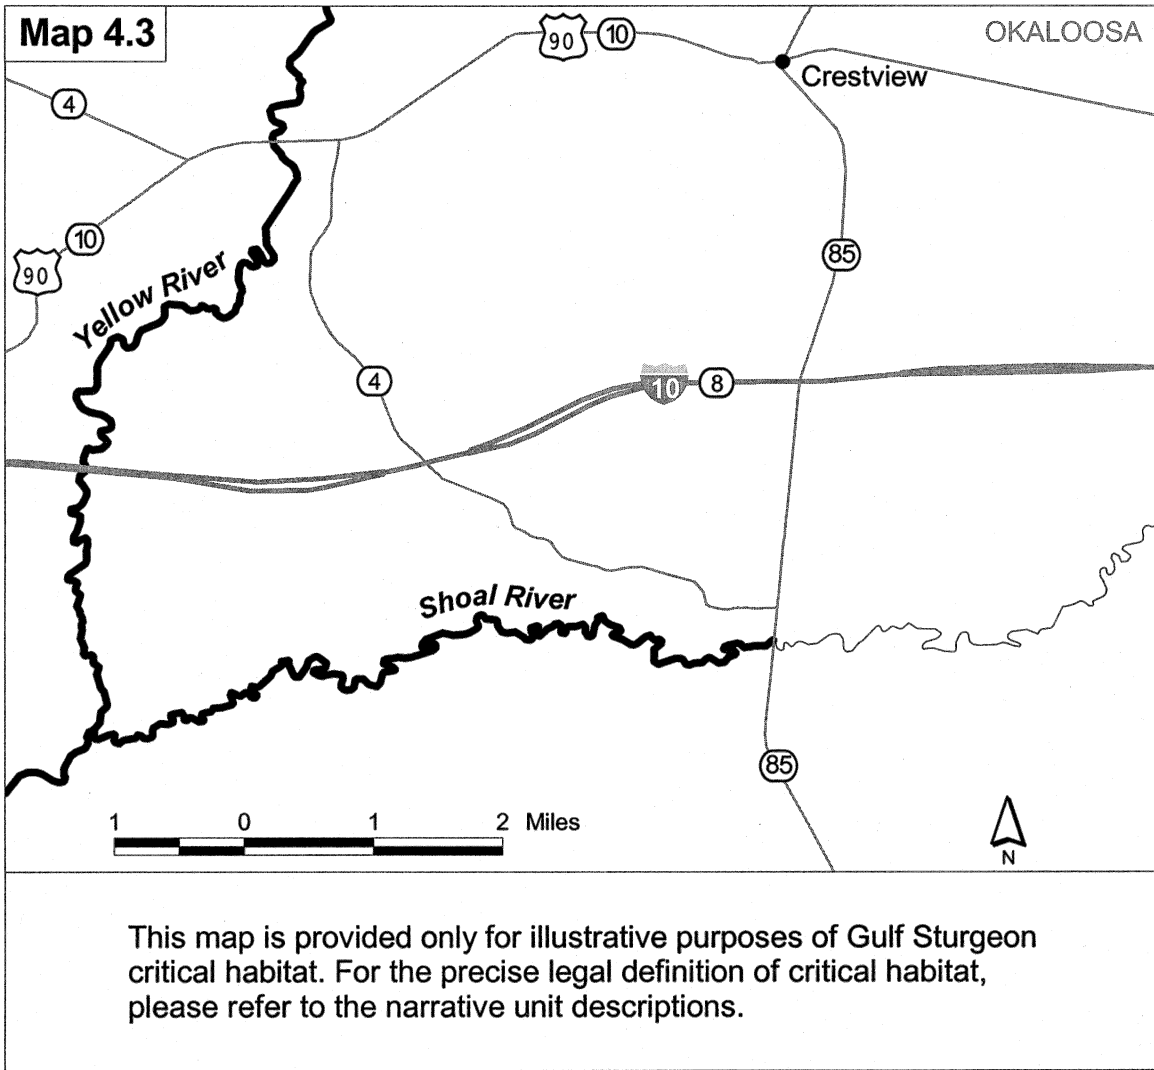 Map 4.3
90
10
OKALOOSA
Crestview
4
10
90
85
Yellow River
4
10
8
Shoal River
85
1 0 1 2 Miles
N
This map is provided only for illustrative purposes of Gulf Sturgeon
critical habitat. For the precise legal definition of critical habitat,
please refer to the narrative unit descriptions.